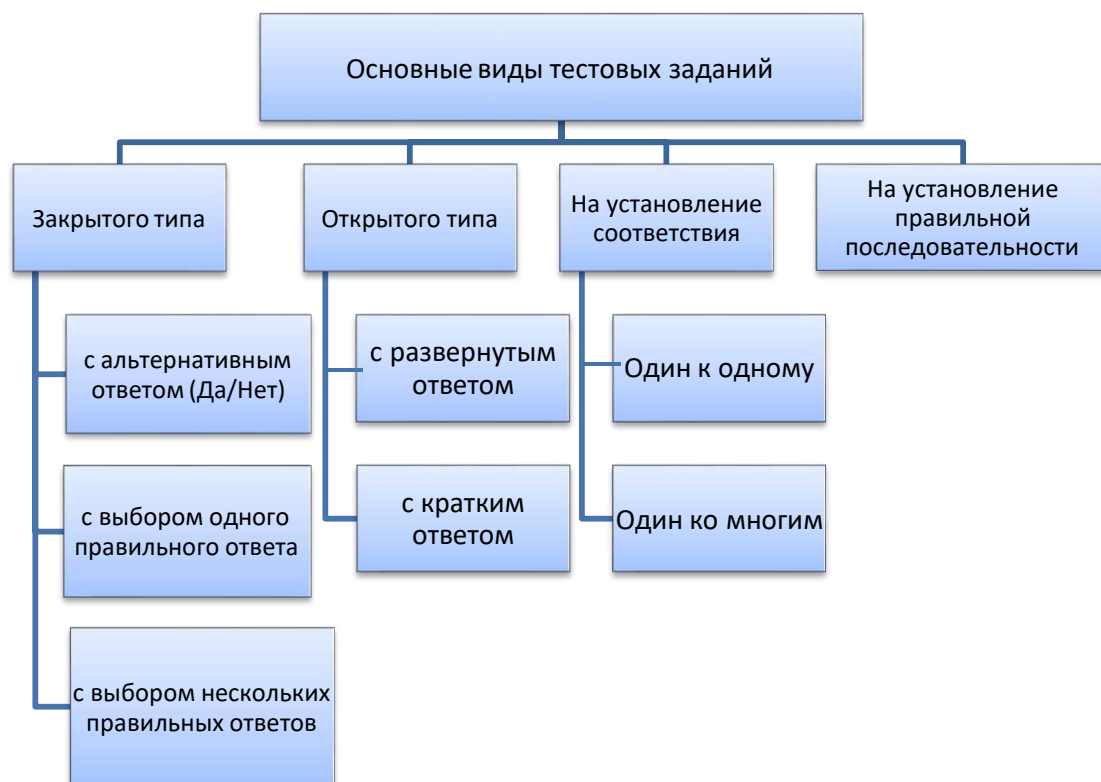 Основные виды тестовых заданий
Закрытого типа
Открытого типа
На установление
соответствия
На установление
правильной
последовательности
с альтернативным
ответом (Да/Нет)
с развернутым
ответом
Один к одному
с выбором одного
правильного ответа
с кратким
ответом
Один ко многим
с выбором нескольких
правильных ответов